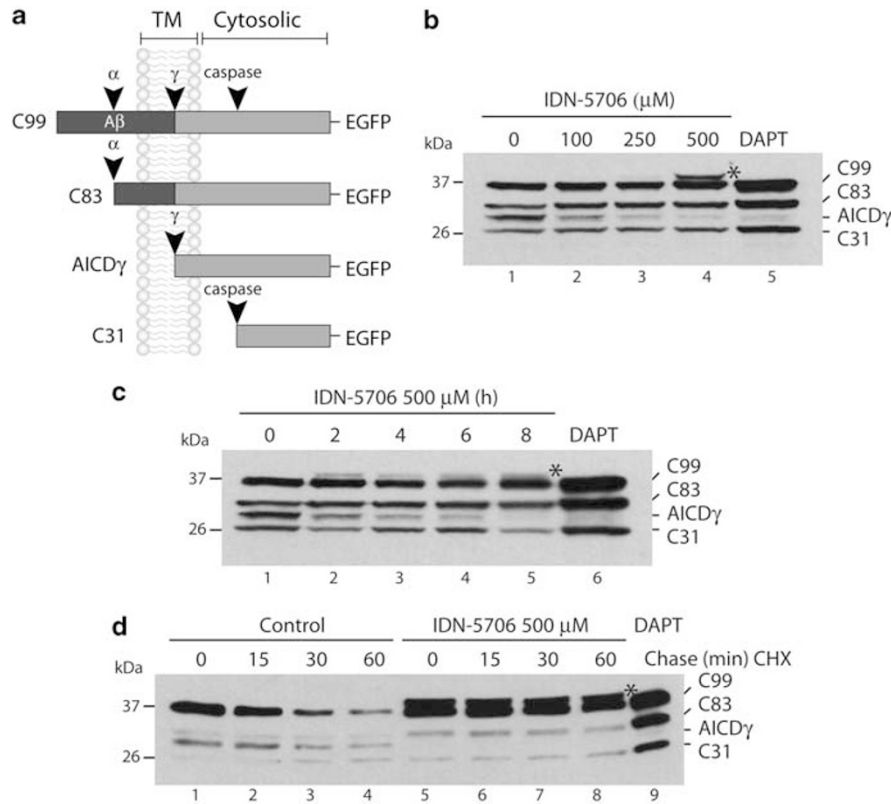 a
TM Cytosolic
α γ caspase
C99 Aβ EGFP
α
C83 EGFP
γ
AICDγ EGFP
caspase
C31 EGFP
b
IDN-5706 (μM)
0 100 250 500 DAPT
kDa
37
26
*
C99
C83
AICDγ
C31
1 2 3 4 5
c
IDN-5706 500 μM (h)
0 2 4 6 8 DAPT
kDa
37
26
*
C99
C83
AICDγ
C31
1 2 3 4 5 6
d
Control IDN-5706 500 μM DAPT
0 15 30 60 0 15 30 60 Chase (min) CHX
kDa
37
26
*
C99
C83
AICDγ
C31
1 2 3 4 5 6 7 8 9